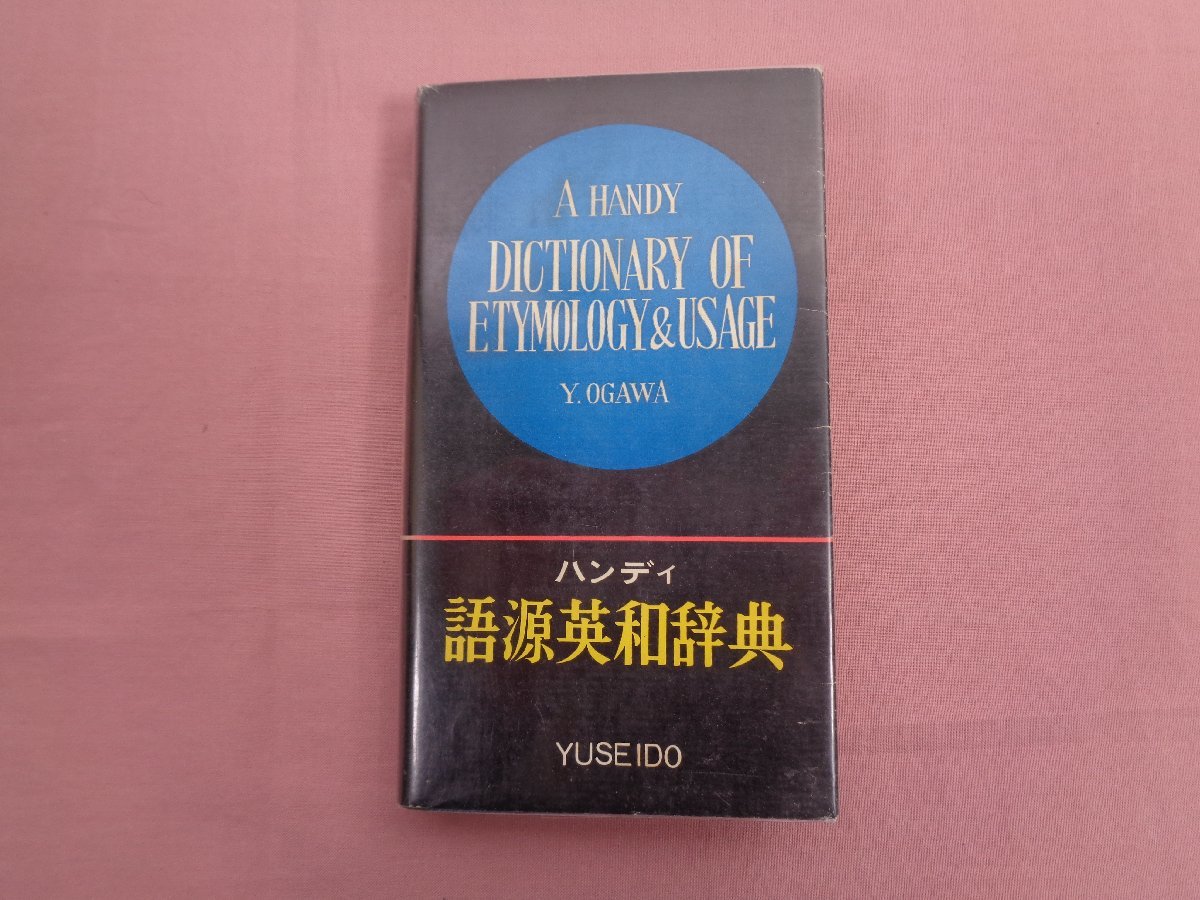 A HANDY
DICTIONARY OF
ETYMOLOGY&USAGE
Y. OGAWA
ハンディ
語源英和辞典
YUSEIDO